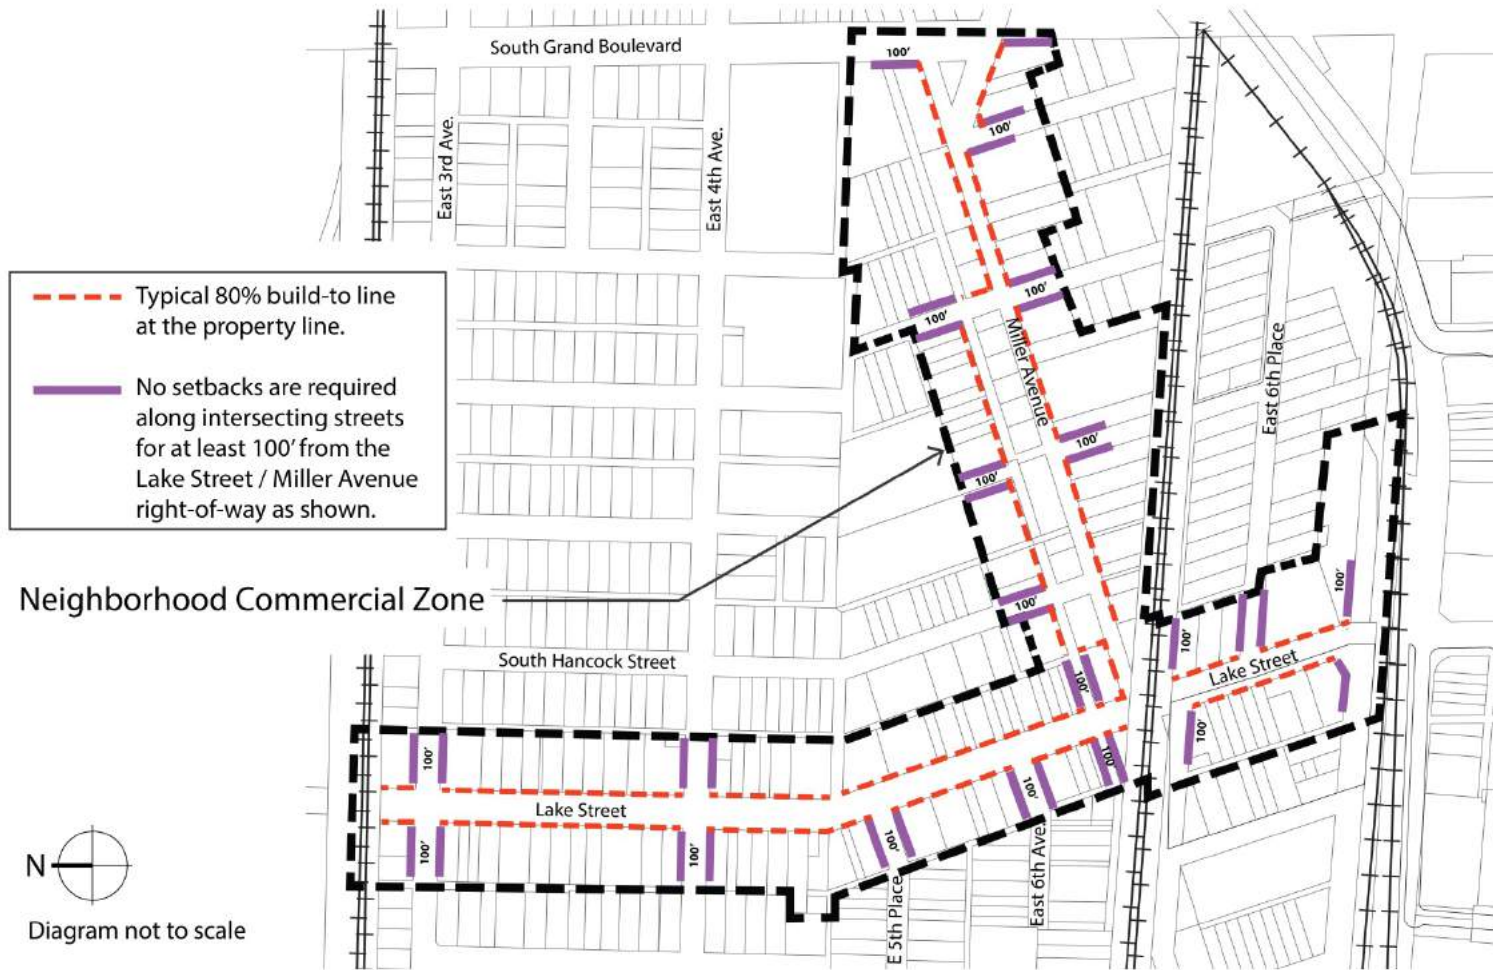 South Grand Boulevard
100'
100'
East 3rd Ave.
East 4th Ave.
Typical 80% build-to line
at the property line.
No setbacks are required
along intersecting streets
for at least 100' from the
Lake Street / Miller Avenue
right-of-way as shown.
100'
100'
Miller Avenue
East 6th Place
100'
100'
Neighborhood Commercial Zone
100'
100'
100'
South Hancock Street
100'
Lake Street
100'
100'
100'
100'
Lake Street
100'
100'
100'
100'
N
E 5th Place
East 6th Ave.
Diagram not to scale